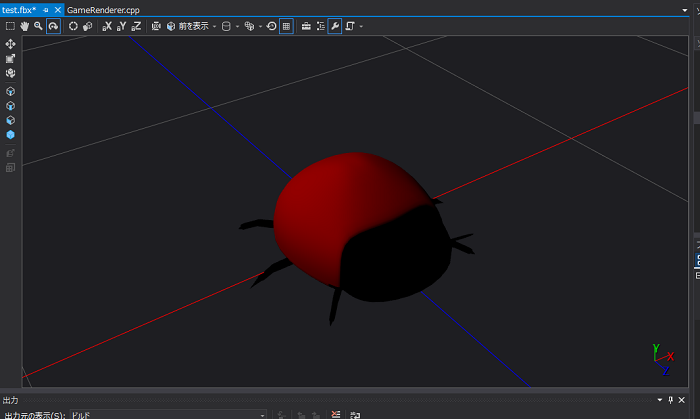 test.fbx* GameRenderer.cpp
X Y Z 前を表示
Y
X
Z
出力
出力元の表示(S): ビルド